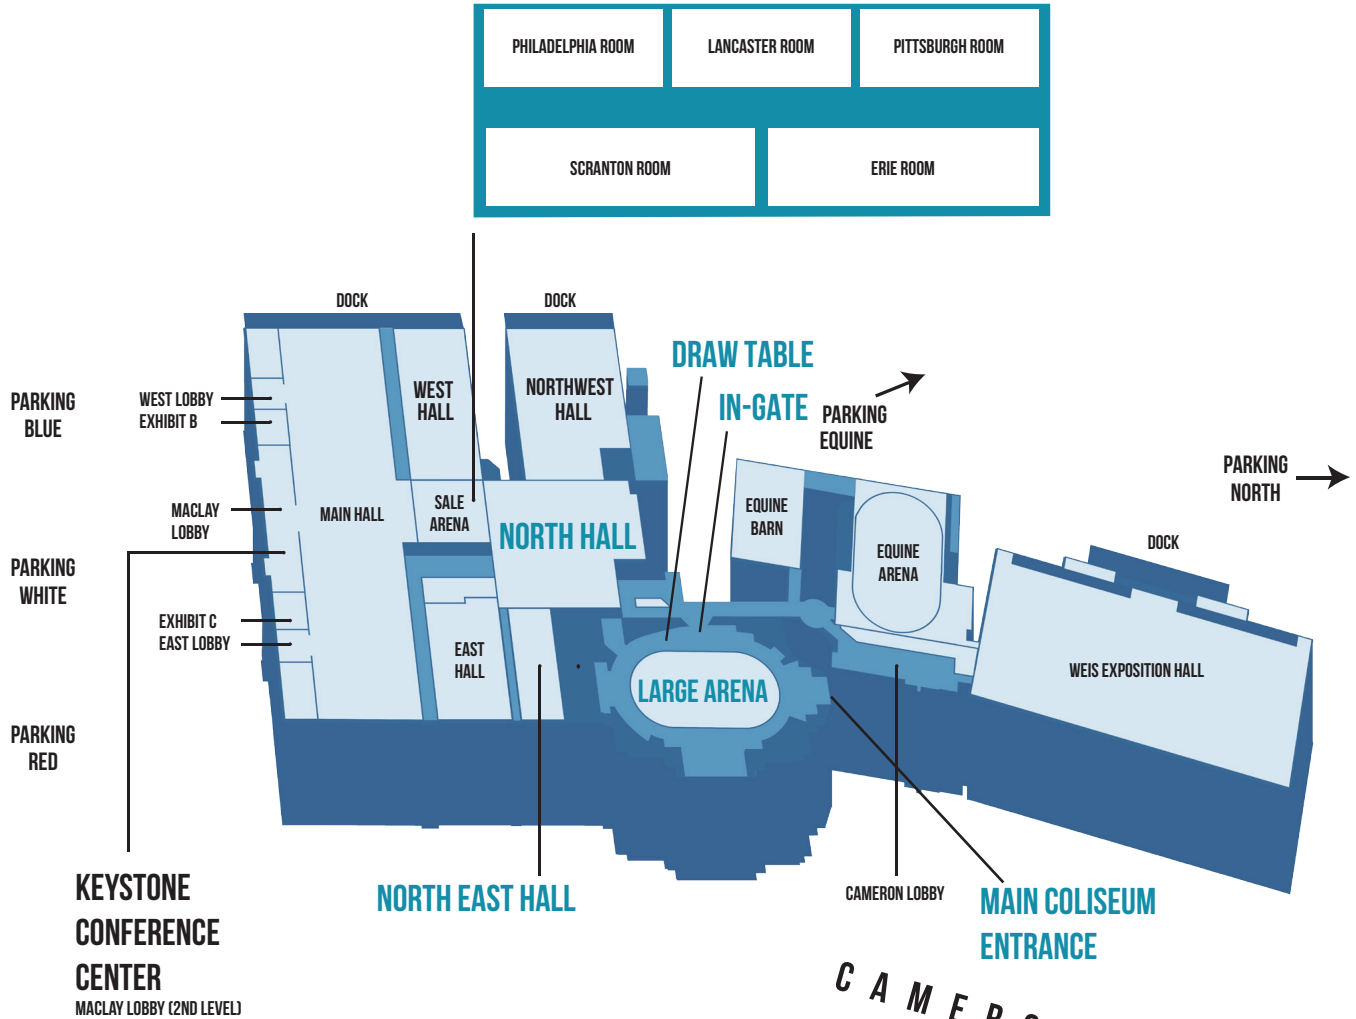 PHILADELPHIA ROOM
LANCASTER ROOM
PITTSBURGH ROOM
SCRANTON ROOM
ERIE ROOM
DOCK
DOCK
DRAW TABLE
IN-GATE
PARKING
EQUINE
PARKING
BLUE
WEST LOBBY
EXHIBIT B
WEST
HALL
NORTHWEST
HALL
PARKING
NORTH
MACLAY
LOBBY
MAIN HALL
SALE
ARENA
NORTH HALL
EQUINE
BARN
EQUINE
ARENA
DOCK
PARKING
WHITE
EXHIBIT C
EAST LOBBY
EAST
HALL
LARGE ARENA
WEIS EXPOSITION HALL
PARKING
RED
KEYSTONE
CONFERENCE
CENTER
MACLAY LOBBY (2ND LEVEL)
NORTH EAST HALL
CAMERON LOBBY
MAIN COLISEUM
ENTRANCE
CAMER